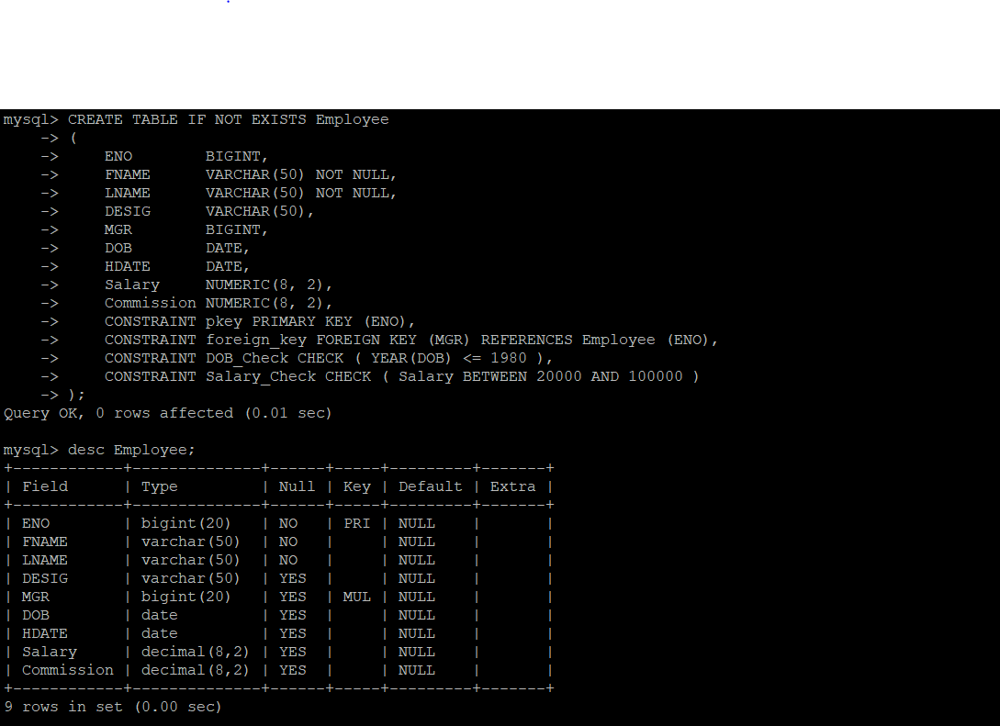 mysql> CREATE TABLE IF NOT EXISTS Employee
    -> (
    ->     ENO        BIGINT,
    ->     FNAME      VARCHAR(50) NOT NULL,
    ->     LNAME      VARCHAR(50) NOT NULL,
    ->     DESIG      VARCHAR(50),
    ->     MGR        BIGINT,
    ->     DOB        DATE,
    ->     HDATE      DATE,
    ->     Salary     NUMERIC(8, 2),
    ->     Commission NUMERIC(8, 2),
    ->     CONSTRAINT pkey PRIMARY KEY (ENO),
    ->     CONSTRAINT foreign_key FOREIGN KEY (MGR) REFERENCES Employee (ENO),
    ->     CONSTRAINT DOB_Check CHECK ( YEAR(DOB) <= 1980 ),
    ->     CONSTRAINT Salary_Check CHECK ( Salary BETWEEN 20000 AND 100000 )
    -> );
Query OK, 0 rows affected (0.01 sec)

mysql> desc Employee;
+------------+--------------+------+-----+---------+-------+
| Field      | Type         | Null | Key | Default | Extra |
+------------+--------------+------+-----+---------+-------+
| ENO        | bigint(20)   | NO   | PRI | NULL    |       |
| FNAME      | varchar(50)  | NO   |     | NULL    |       |
| LNAME      | varchar(50)  | NO   |     | NULL    |       |
| DESIG      | varchar(50)  | YES  |     | NULL    |       |
| MGR        | bigint(20)   | YES  | MUL | NULL    |       |
| DOB        | date         | YES  |     | NULL    |       |
| HDATE      | date         | YES  |     | NULL    |       |
| Salary     | decimal(8,2) | YES  |     | NULL    |       |
| Commission | decimal(8,2) | YES  |     | NULL    |       |
+------------+--------------+------+-----+---------+-------+
9 rows in set (0.00 sec)